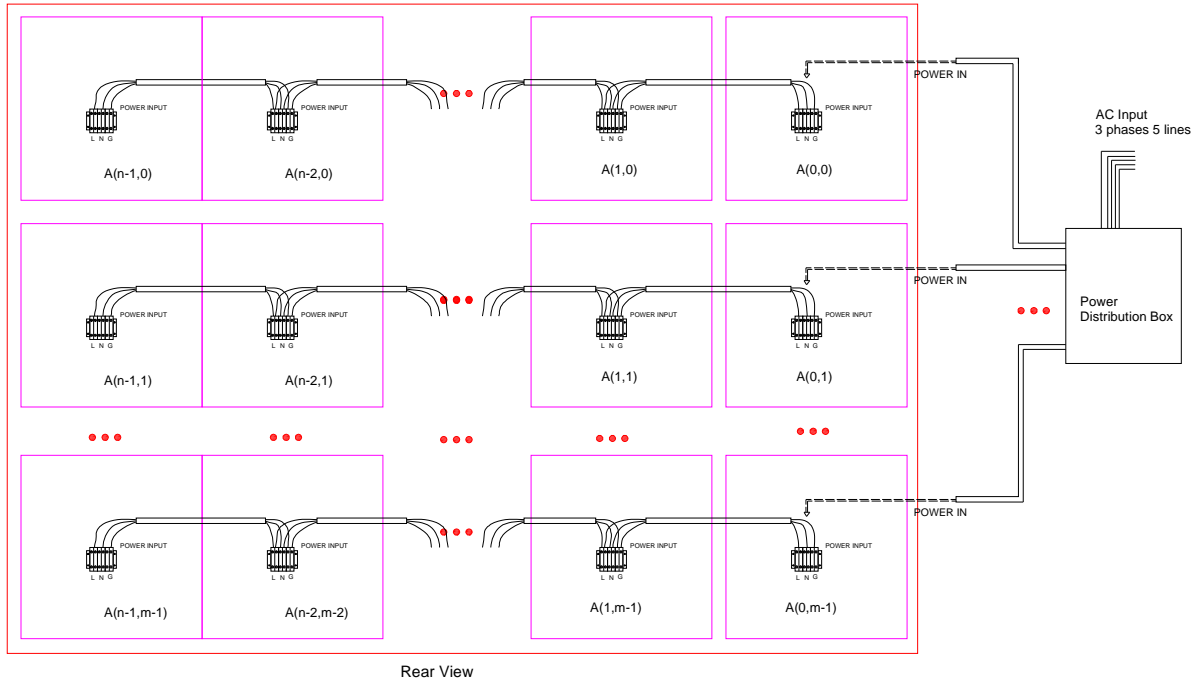 POWER IN
AC Input
3 phases 5 lines
POWER INPUT
POWER INPUT
POWER INPUT
POWER INPUT
L N G
L N G
L N G
L N G
A(n-1,0)
A(n-2,0)
A(1,0)
A(0,0)
POWER IN
Power
Distribution Box
POWER INPUT
POWER INPUT
POWER INPUT
POWER INPUT
L N G
L N G
L N G
L N G
A(n-1,1)
A(n-2,1)
A(1,1)
A(0,1)
POWER IN
POWER INPUT
POWER INPUT
POWER INPUT
POWER INPUT
L N G
L N G
L N G
L N G
A(n-1,m-1)
A(n-2,m-2)
A(1,m-1)
A(0,m-1)
Rear View